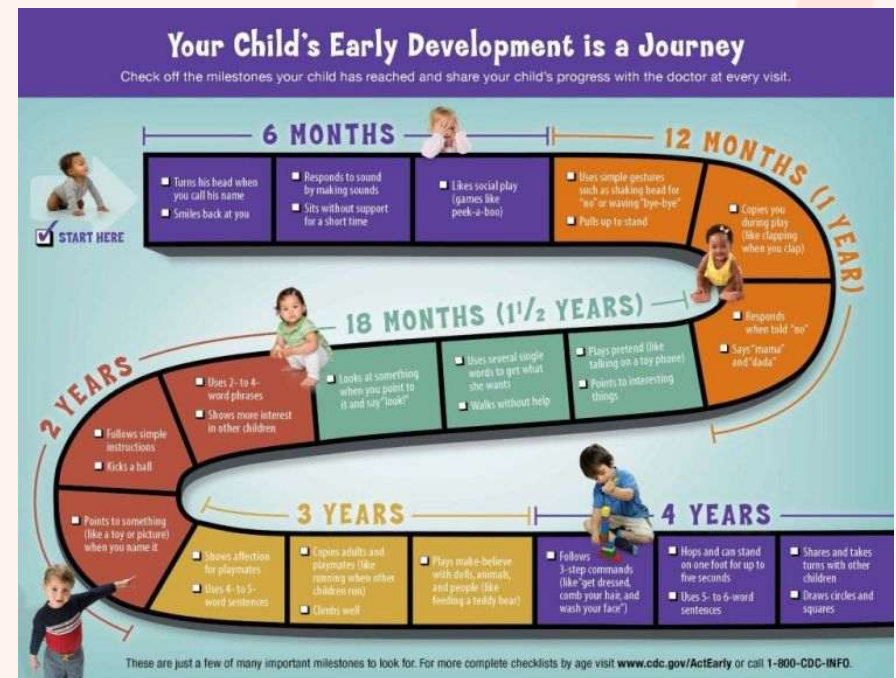 Your Child's Early Development is a Journey
Check off the milestones your child has reached and share your child's progress with the doctor at every visit.
6 MONTHS
12 MONTHS (1 YEAR)
START HERE
Turns his head when
you call his name
Smiles back at you
Responds to sound
by making sounds
Sits without support
for a short time
Likes social play
(games like
peek-a-boo)
Uses simple gestures
such as shaking head for
"no" or waving "bye-bye"
Pulls up to stand
Copies you
during play
(like clapping
when you clap)
Responds
when told "no"
Says "mama"
and "dada"
18 MONTHS (1 1/2 YEARS)
Plays pretend (like
talking on a toy phone)
Points to interesting
things
Uses several single
words to get what
she wants
Walks without help
Looks at something
when you point to
it and say "look!"
2 YEARS
Uses 2- to 4-
word phrases
Shows more interest
in other children
Follows simple
instructions
Kicks a ball
Points to something
(like a toy or picture)
when you name it
3 YEARS
Shows affection
for playmates
Uses 4- to 5-
word sentences
Copies adults and
playmates (like
running when other
children run)
Climbs well
Plays make-believe
with dolls, animals,
and people (like
feeding a teddy bear)
4 YEARS
Follows
3-step commands
(like "get dressed,
comb your hair, and
wash your face")
Hops and can stand
on one foot for up to
five seconds
Uses 5- to 6-word
sentences
Shares and takes
turns with other
children
Draws circles and
squares
These are just a few of many important milestones to look for. For more complete checklists by age visit www.cdc.gov/ActEarly or call 1-800-CDC-INFO.